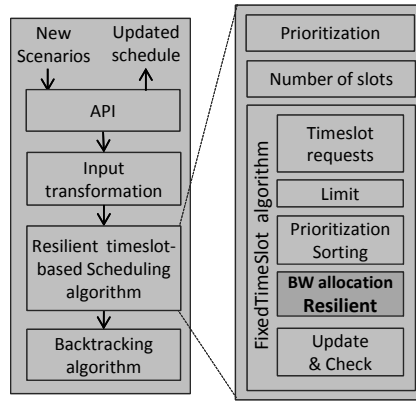 New
Scenarios
Updated
schedule
API
Input
transformation
Resilient timeslot-
based Scheduling
algorithm
Backtracking
algorithm
Prioritization
Number of slots
FixedTimeSlot algorithm
Timeslot
requests
Limit
Prioritization
Sorting
BW allocation
Resilient
Update
& Check